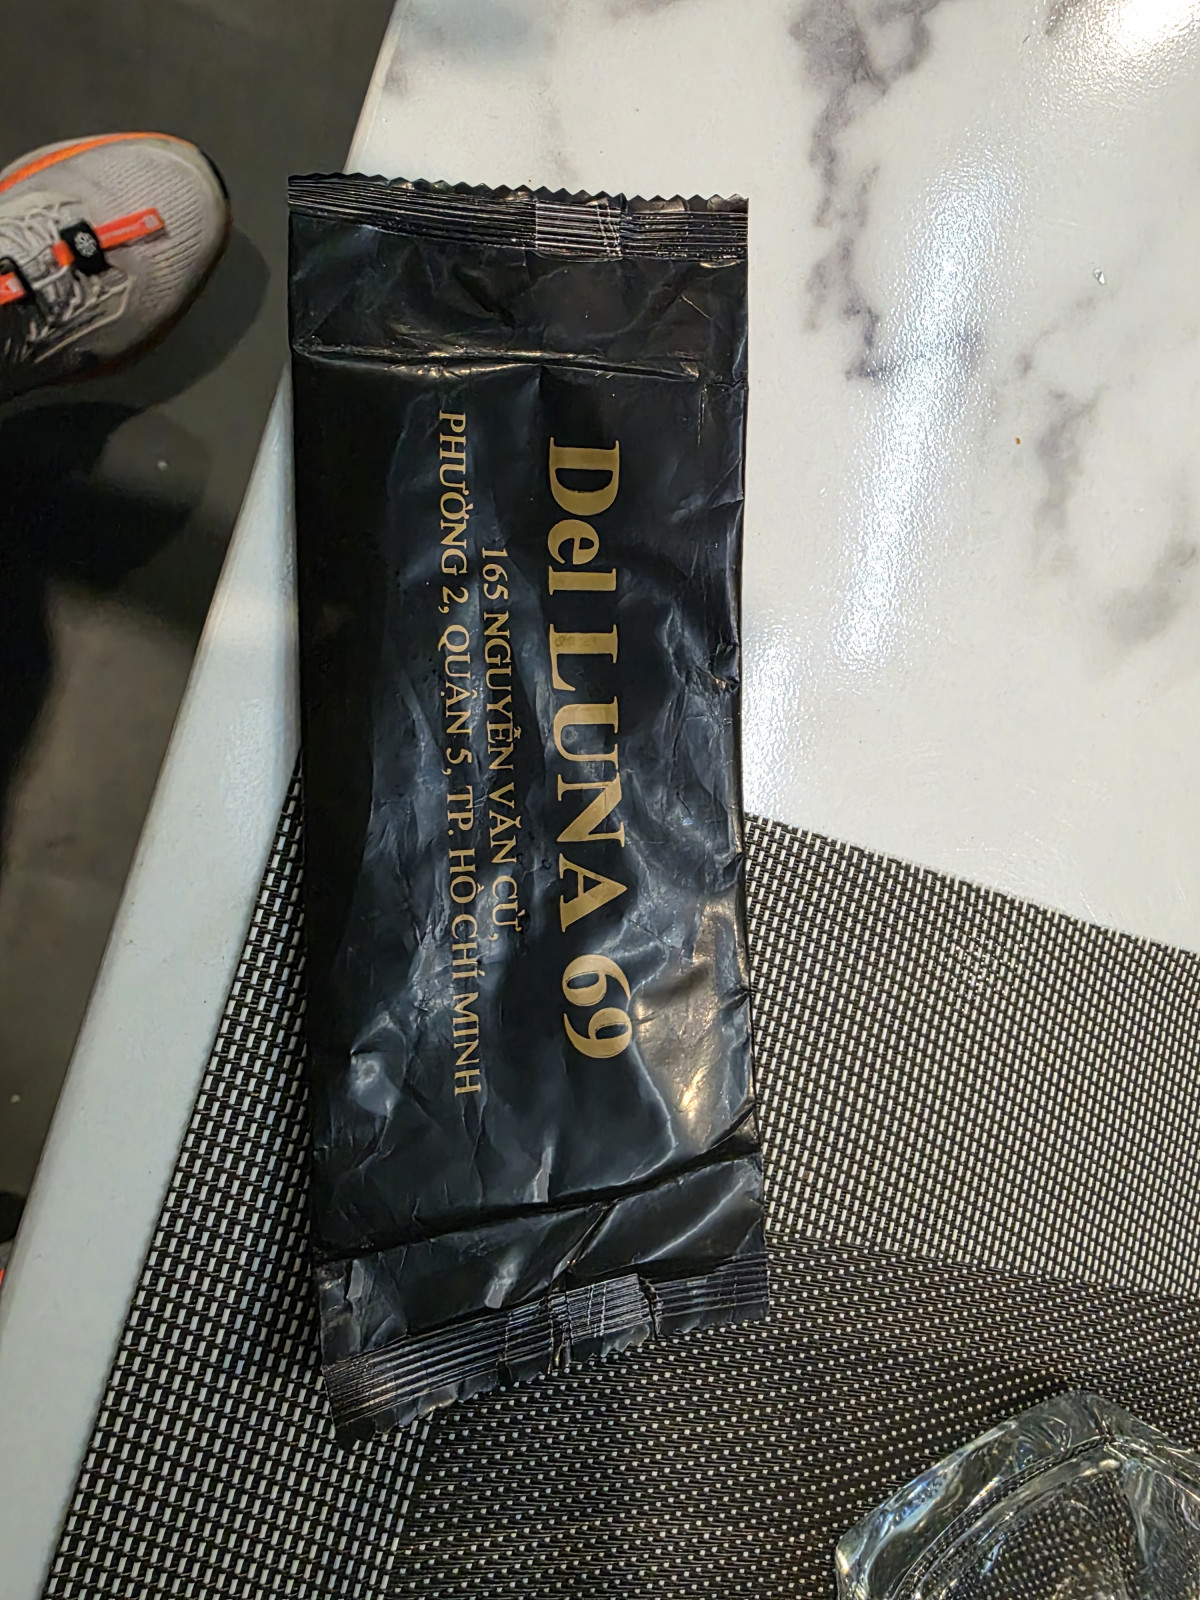 Del LUNA 69
165 NGUYỄN VĂN CỪ,
PHƯỜNG 2, QUẬN 5, TP. HỒ CHÍ MINH